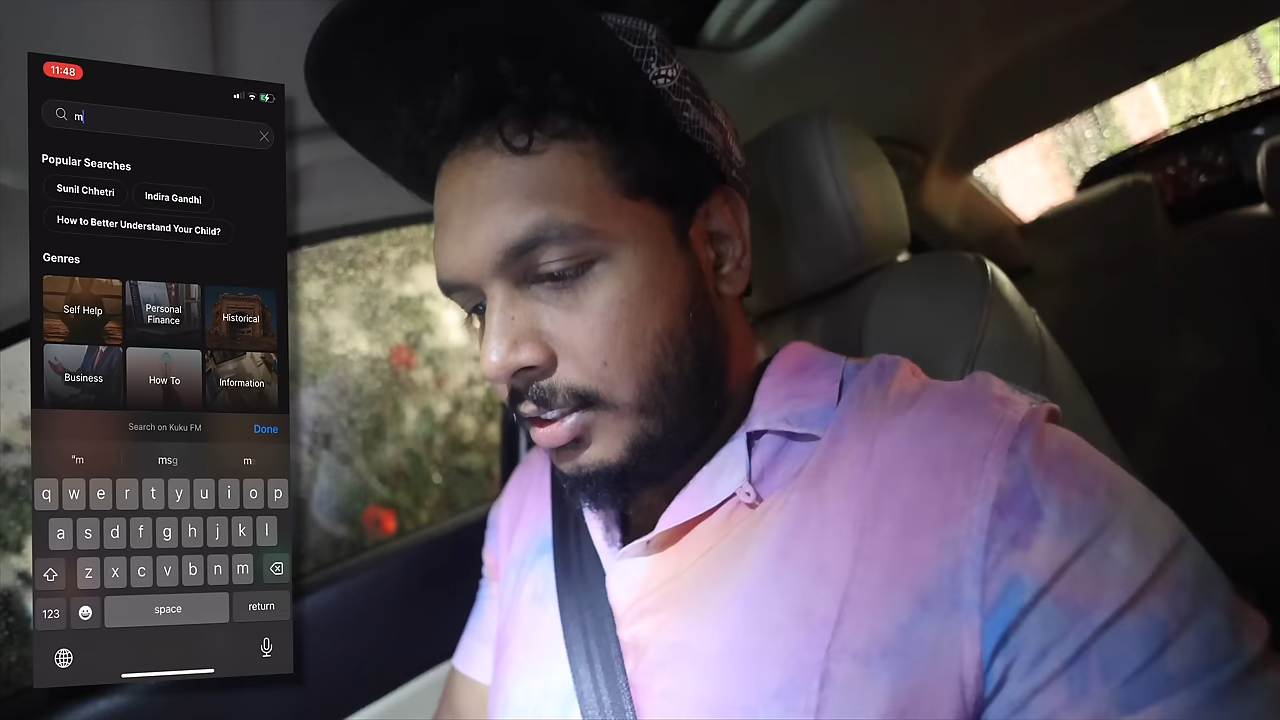 11:48
m
Popular Searches
Sunil Chhetri
Indira Gandhi
How to Better Understand Your Child?
Genres
Self Help
Personal
Finance
Historical
Business
How To
Information
Search on Kuku FM
Done
"m
msg
me
q w e r t y u i o p
a s d f g h j k l
z x c v b n m
123
space
return